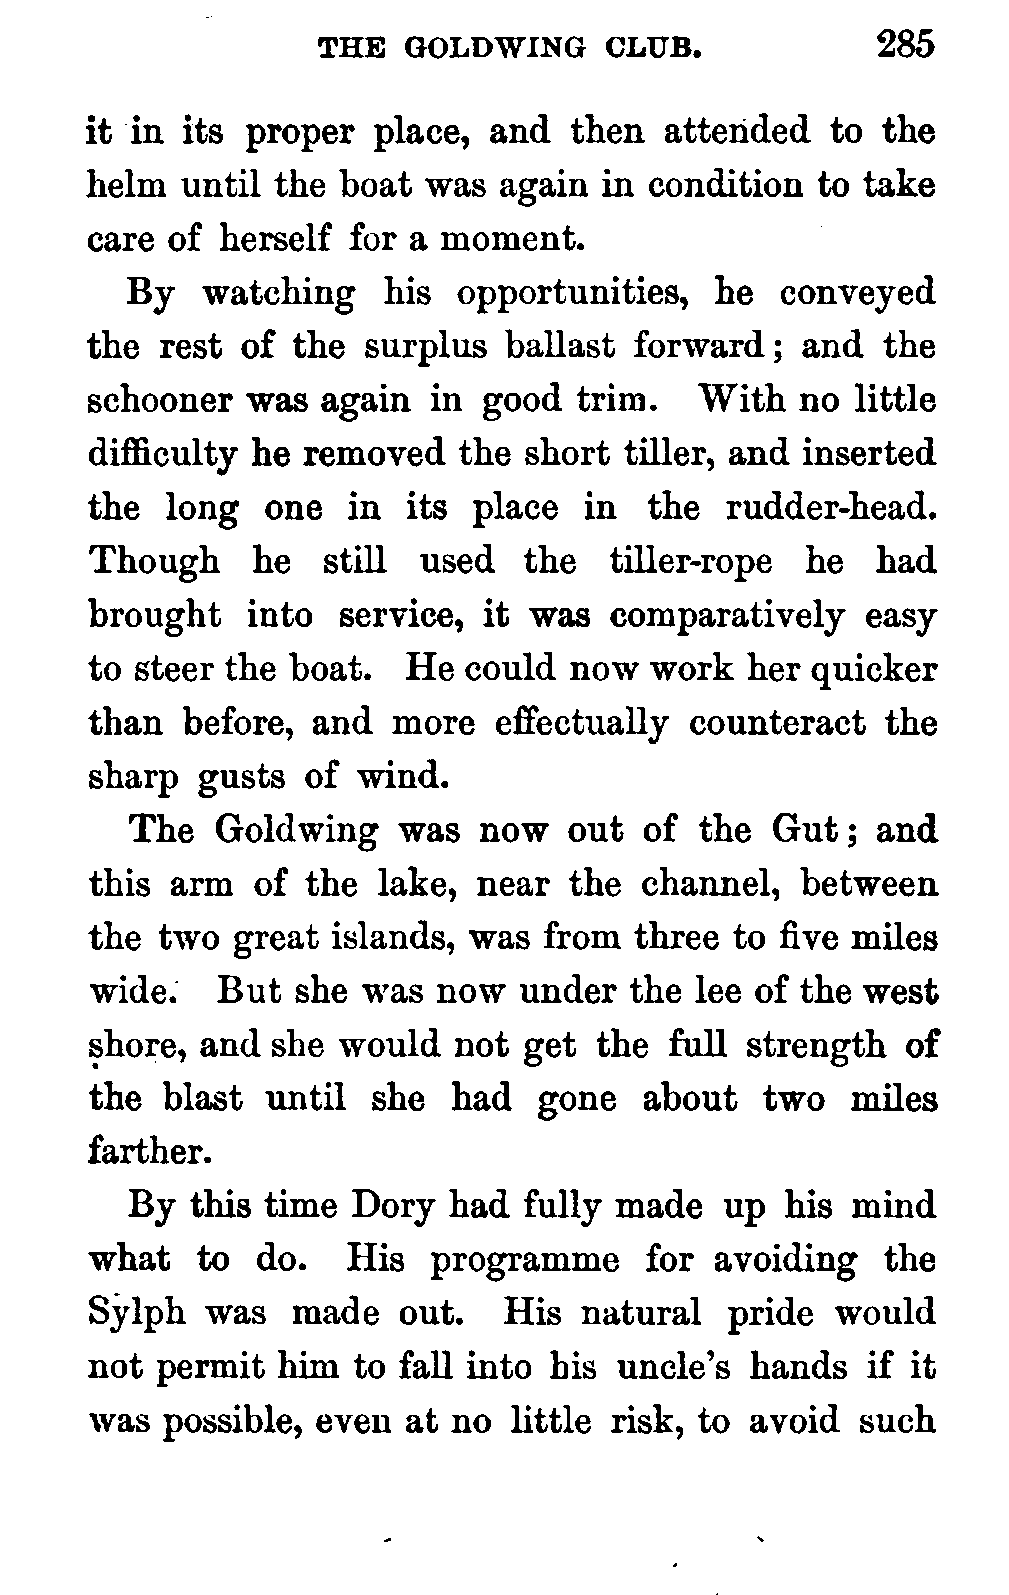 THE GOLDWING CLUB. 285
it in its proper place, and then attended to the
helm until the boat was again in condition to take
care of herself for a moment.
By watching his opportunities, he conveyed
the rest of the surplus ballast forward; and the
schooner was again in good trim. With no little
difficulty he removed the short tiller, and inserted
the long one in its place in the rudder-head.
Though he still used the tiller-rope he had
brought into service, it was comparatively easy
to steer the boat. He could now work her quicker
than before, and more effectually counteract the
sharp gusts of wind.
The Goldwing was now out of the Gut; and
this arm of the lake, near the channel, between
the two great islands, was from three to five miles
wide. But she was now under the lee of the west
shore, and she would not get the full strength of
the blast until she had gone about two miles
farther.
By this time Dory had fully made up his mind
what to do. His programme for avoiding the
Sylph was made out. His natural pride would
not permit him to fall into his uncle's hands if it
was possible, even at no little risk, to avoid such